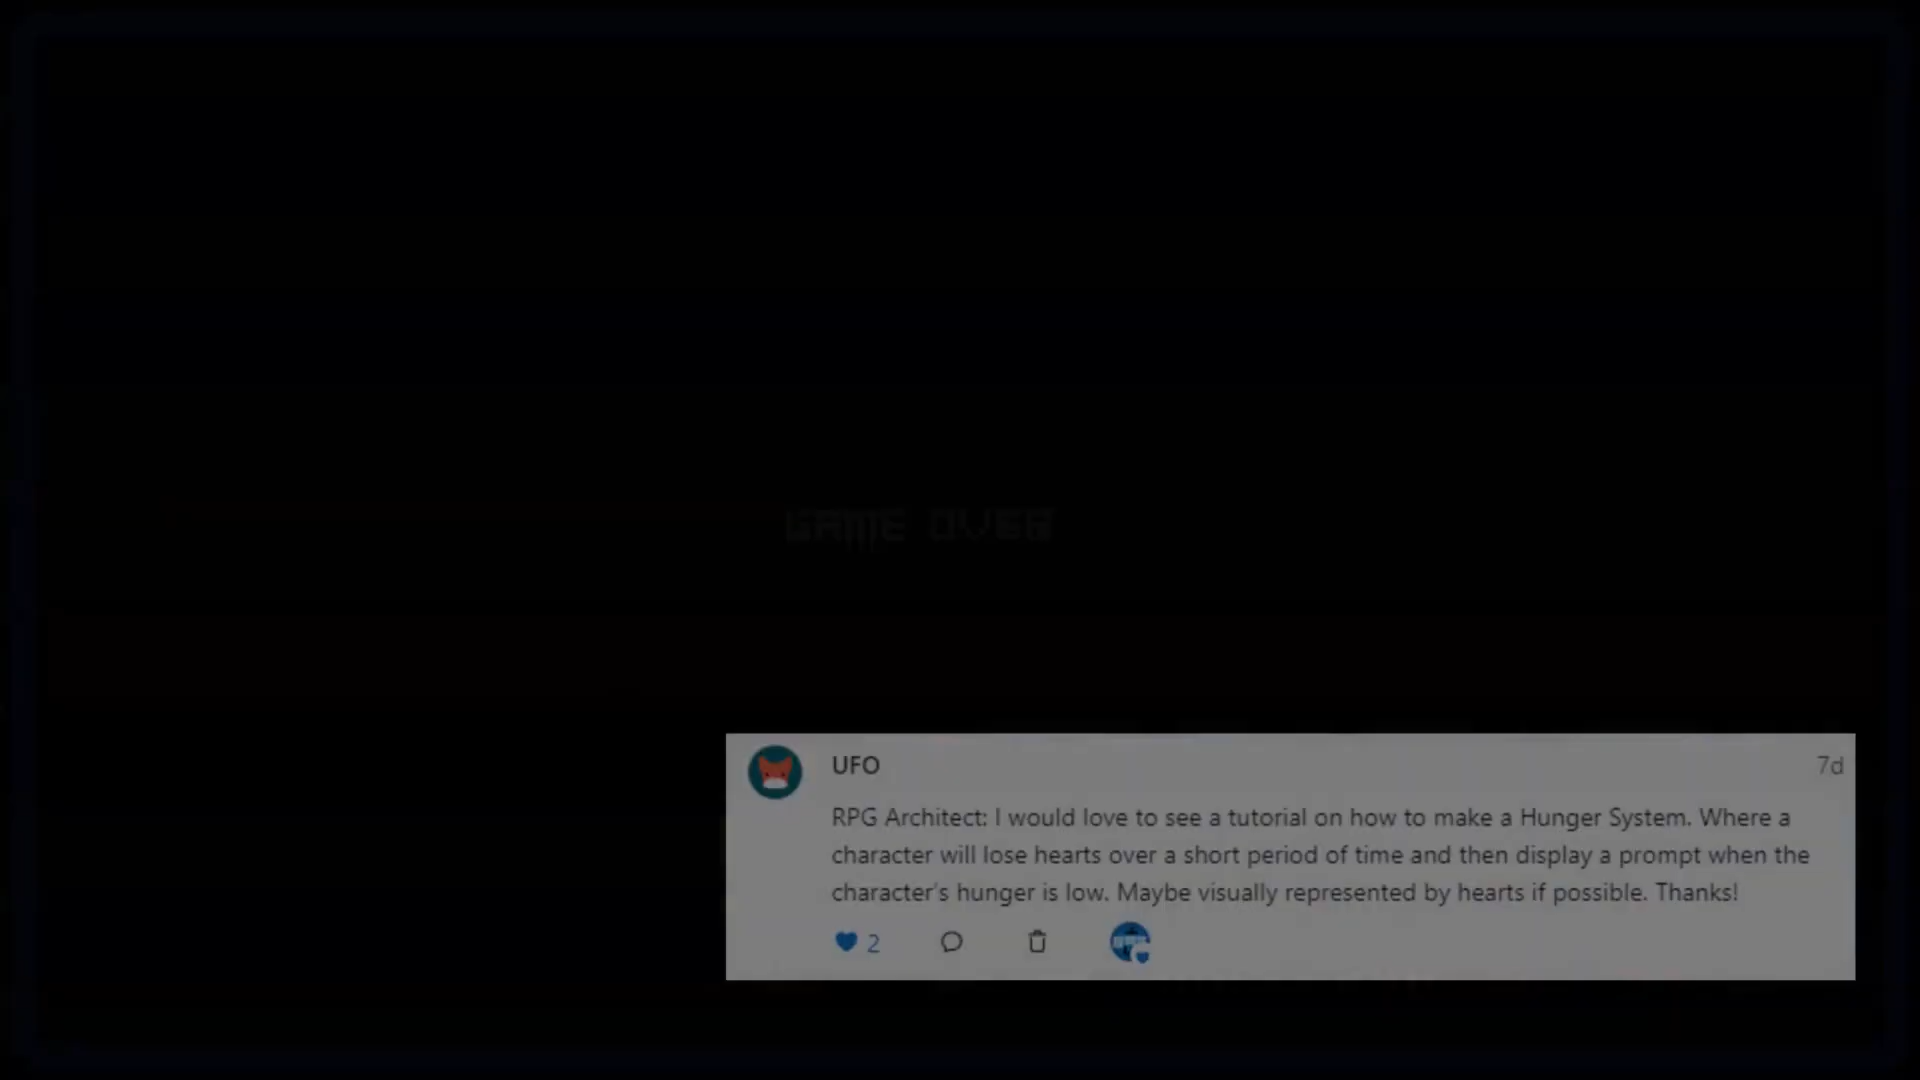 GAME OVER
UFO
7d
RPG Architect: I would love to see a tutorial on how to make a Hunger System. Where a
character will lose hearts over a short period of time and then display a prompt when the
character's hunger is low. Maybe visually represented by hearts if possible. Thanks!
2